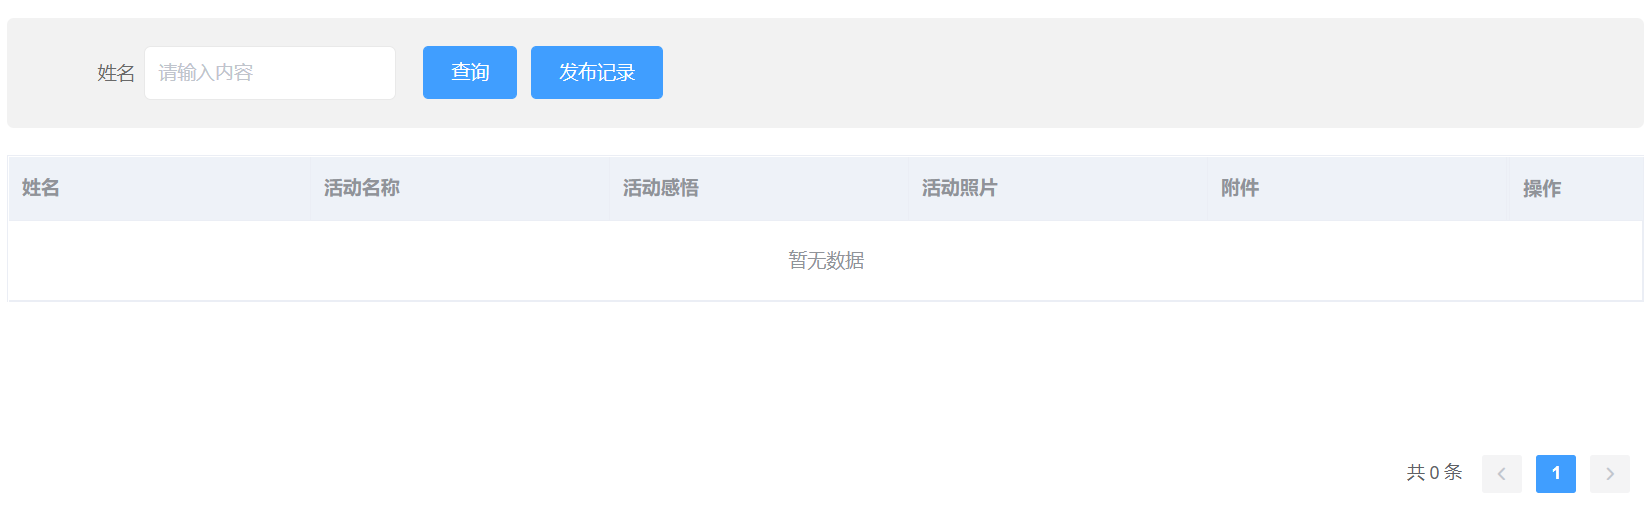 姓名 请输入内容 查询 发布记录
姓名 活动名称 活动感悟 活动照片 附件 操作
暂无数据
共 0 条 1